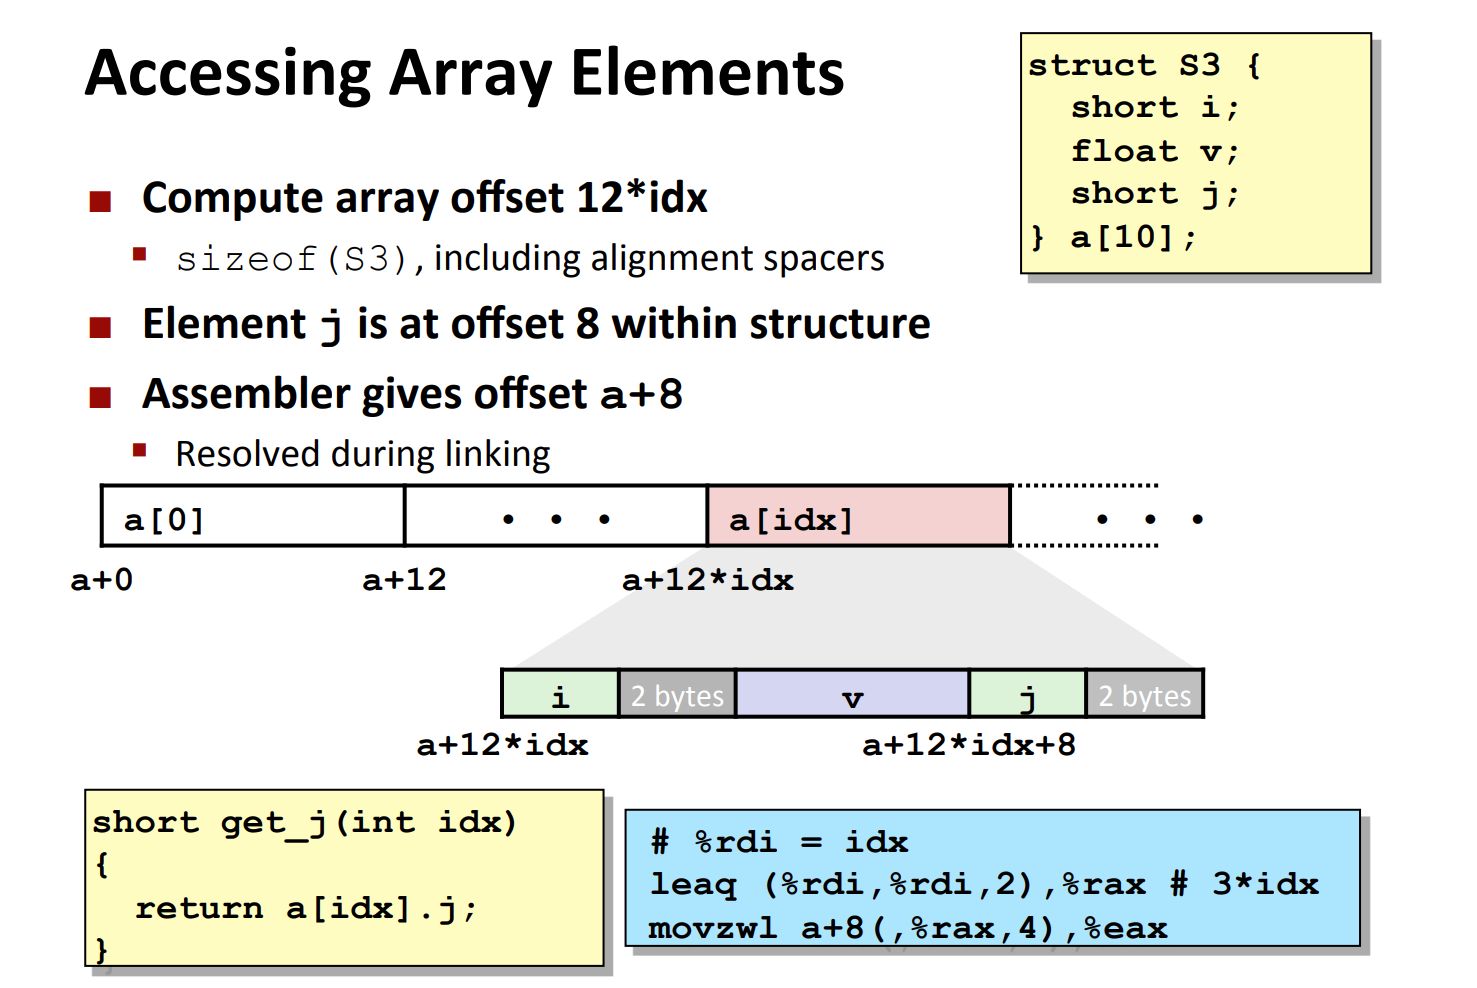 Accessing Array Elements
struct S3 {
short i;
float v;
short j;
} a[10];
Compute array offset 12*idx
sizeof(S3), including alignment spacers
Element j is at offset 8 within structure
Assembler gives offset a+8
Resolved during linking
a[0] • • • a[idx] • • •
a+0 a+12 a+12*idx
i 2 bytes v j 2 bytes
a+12*idx a+12*idx+8
short get_j(int idx)
{
return a[idx].j;
}
# %rdi = idx
leaq (%rdi,%rdi,2),%rax # 3*idx
movzwl a+8(,%rax,4),%eax